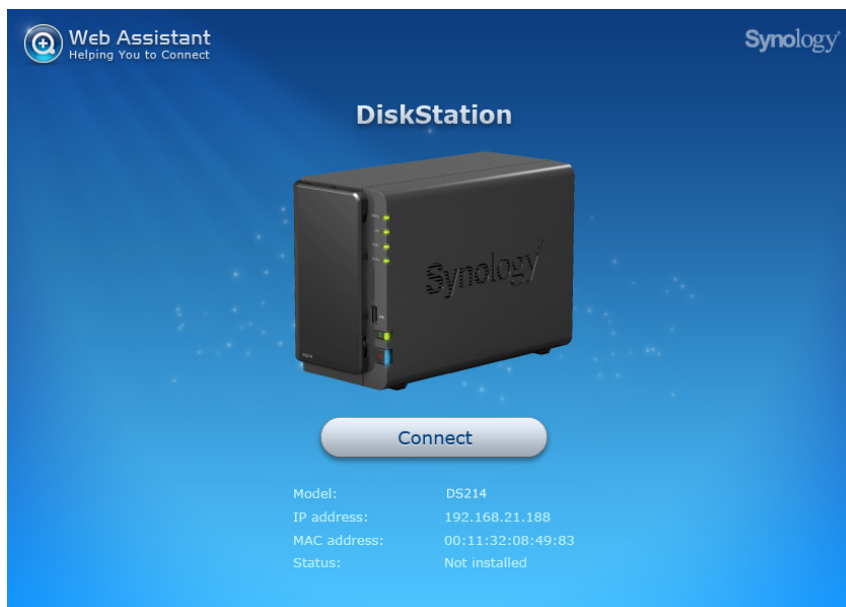 Web Assistant
Helping You to Connect
Synology
DiskStation
Synology
Connect
Model: DS214
IP address: 192.168.21.188
MAC address: 00:11:32:08:49:83
Status: Not installed